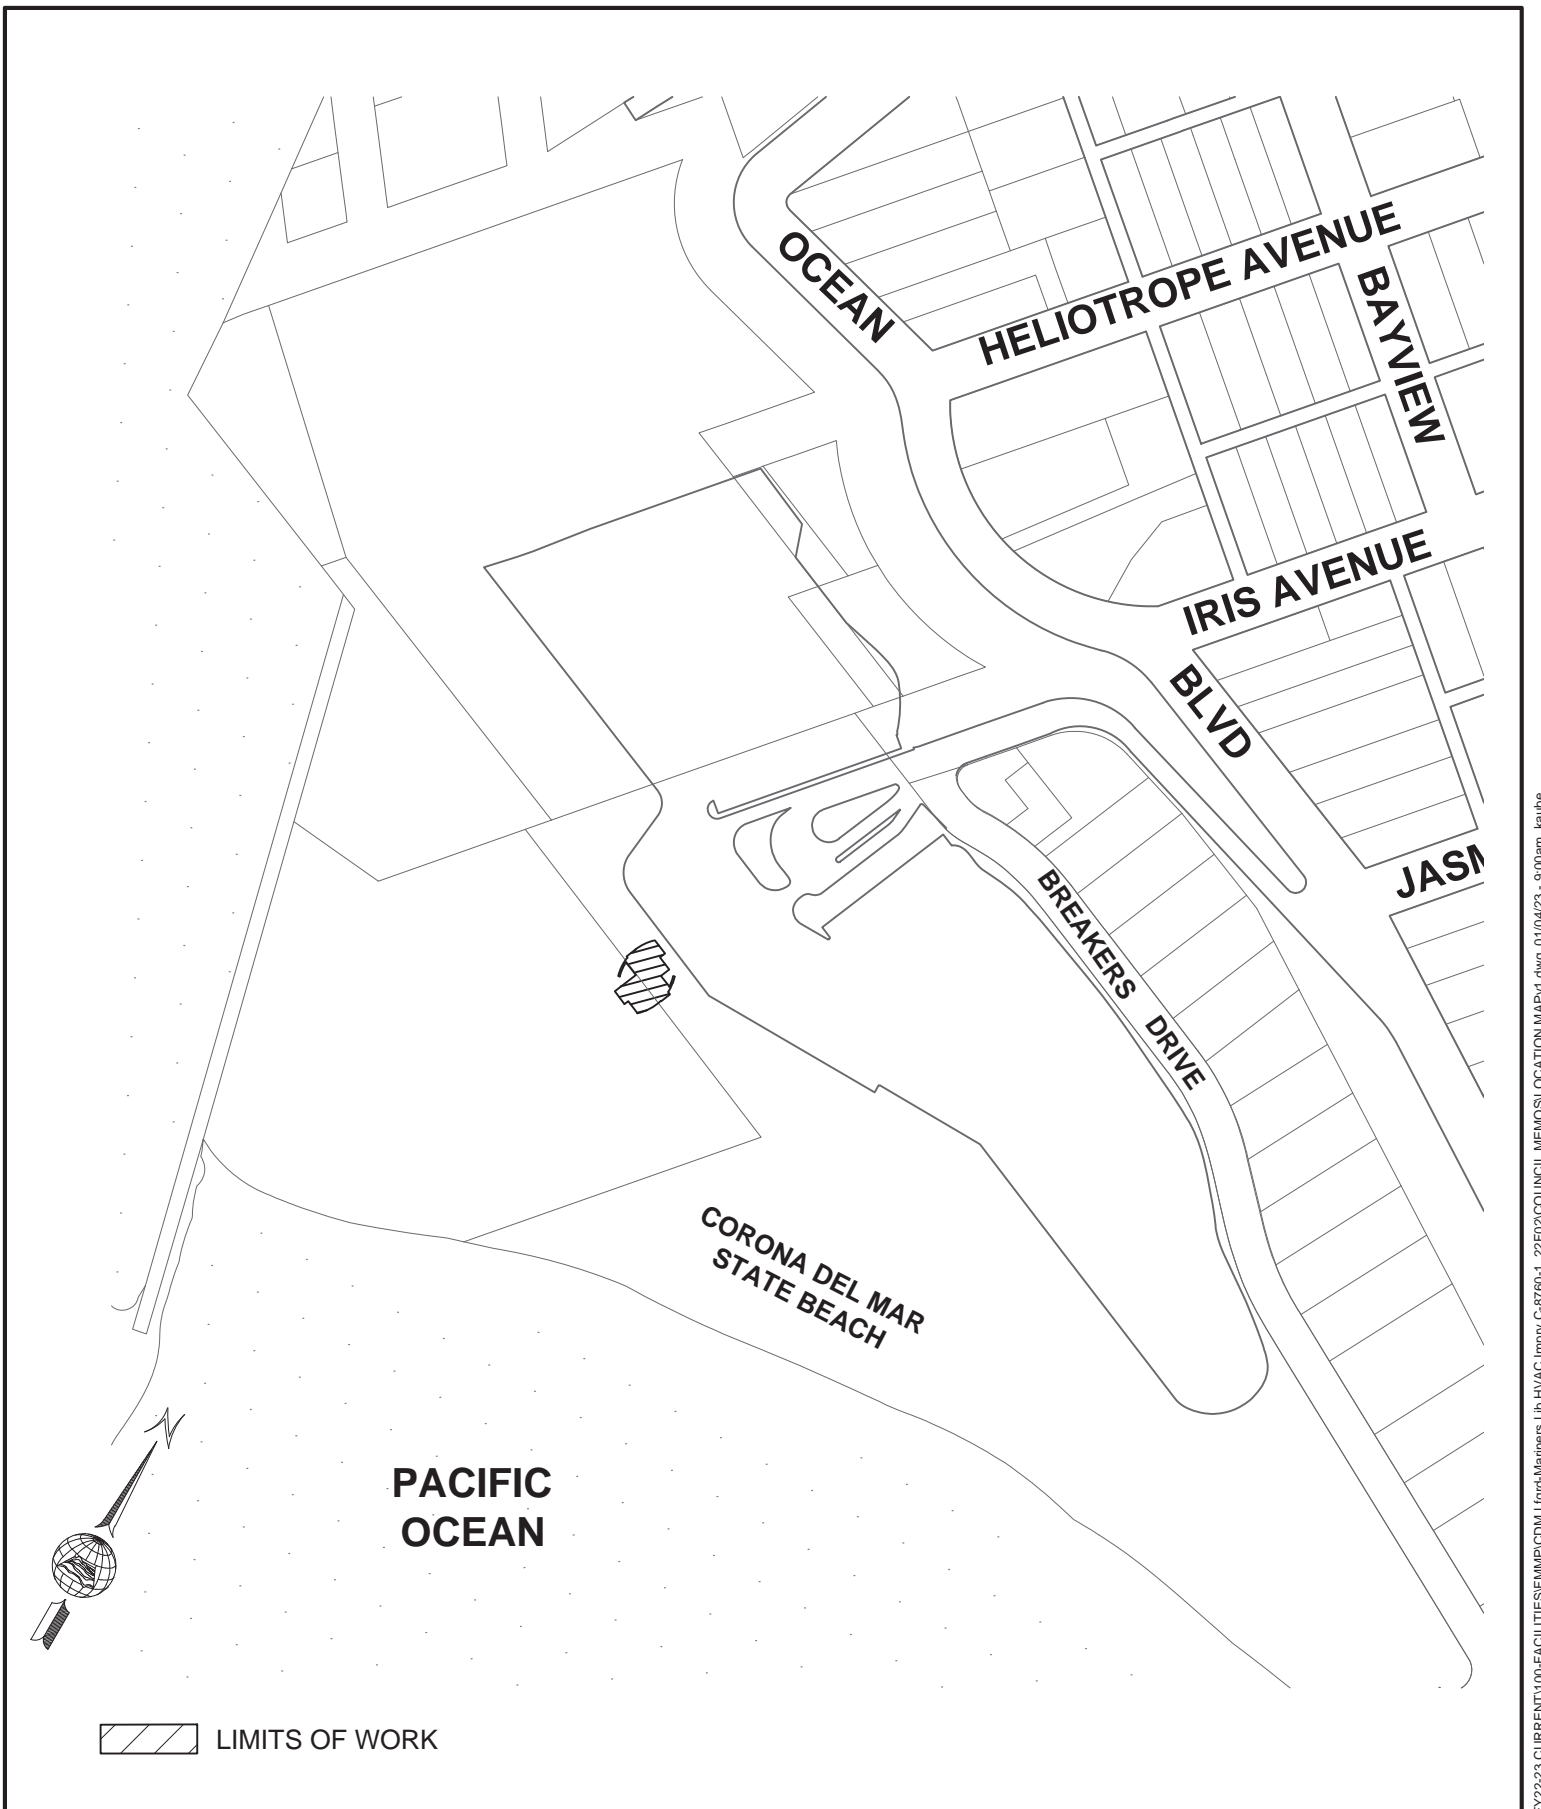 OCEAN
HELIOTROPE AVENUE
BAYVIEW
IRIS AVENUE
BLVD
JASM
BREAKERS DRIVE
CORONA DEL MAR
STATE BEACH
N
PACIFIC
OCEAN
LIMITS OF WORK